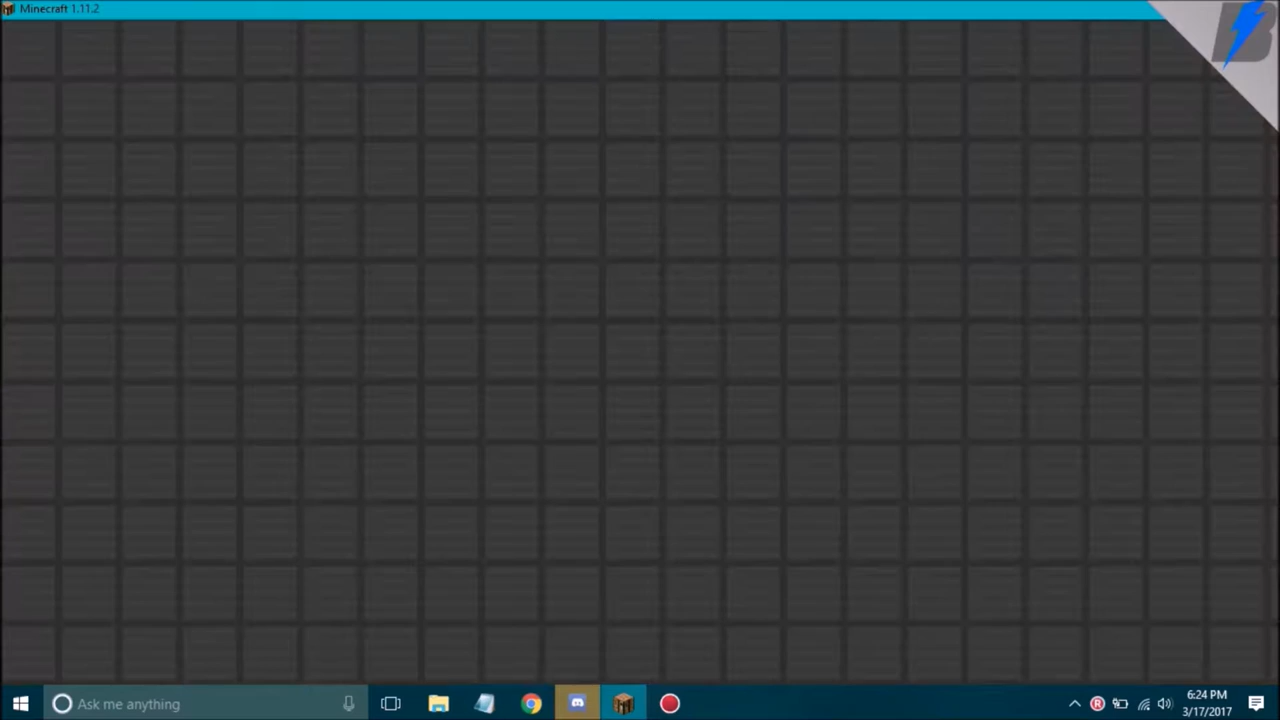 Minecraft 1.11.2
B
Ask me anything
R
6:24 PM
3/17/2017